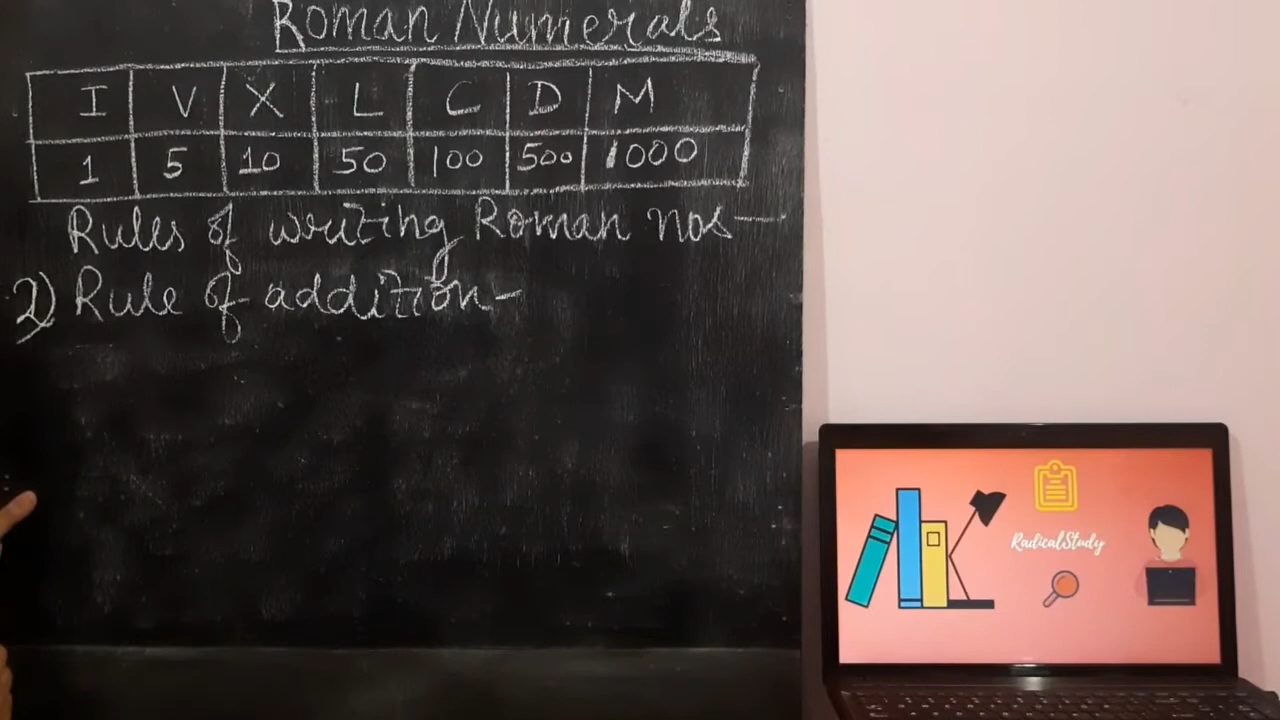 Roman Numerals
I V X L C D M
1 5 10 50 100 500 1000
Rules of writing Roman nos—
2) Rule of addition-
RadicalStudy